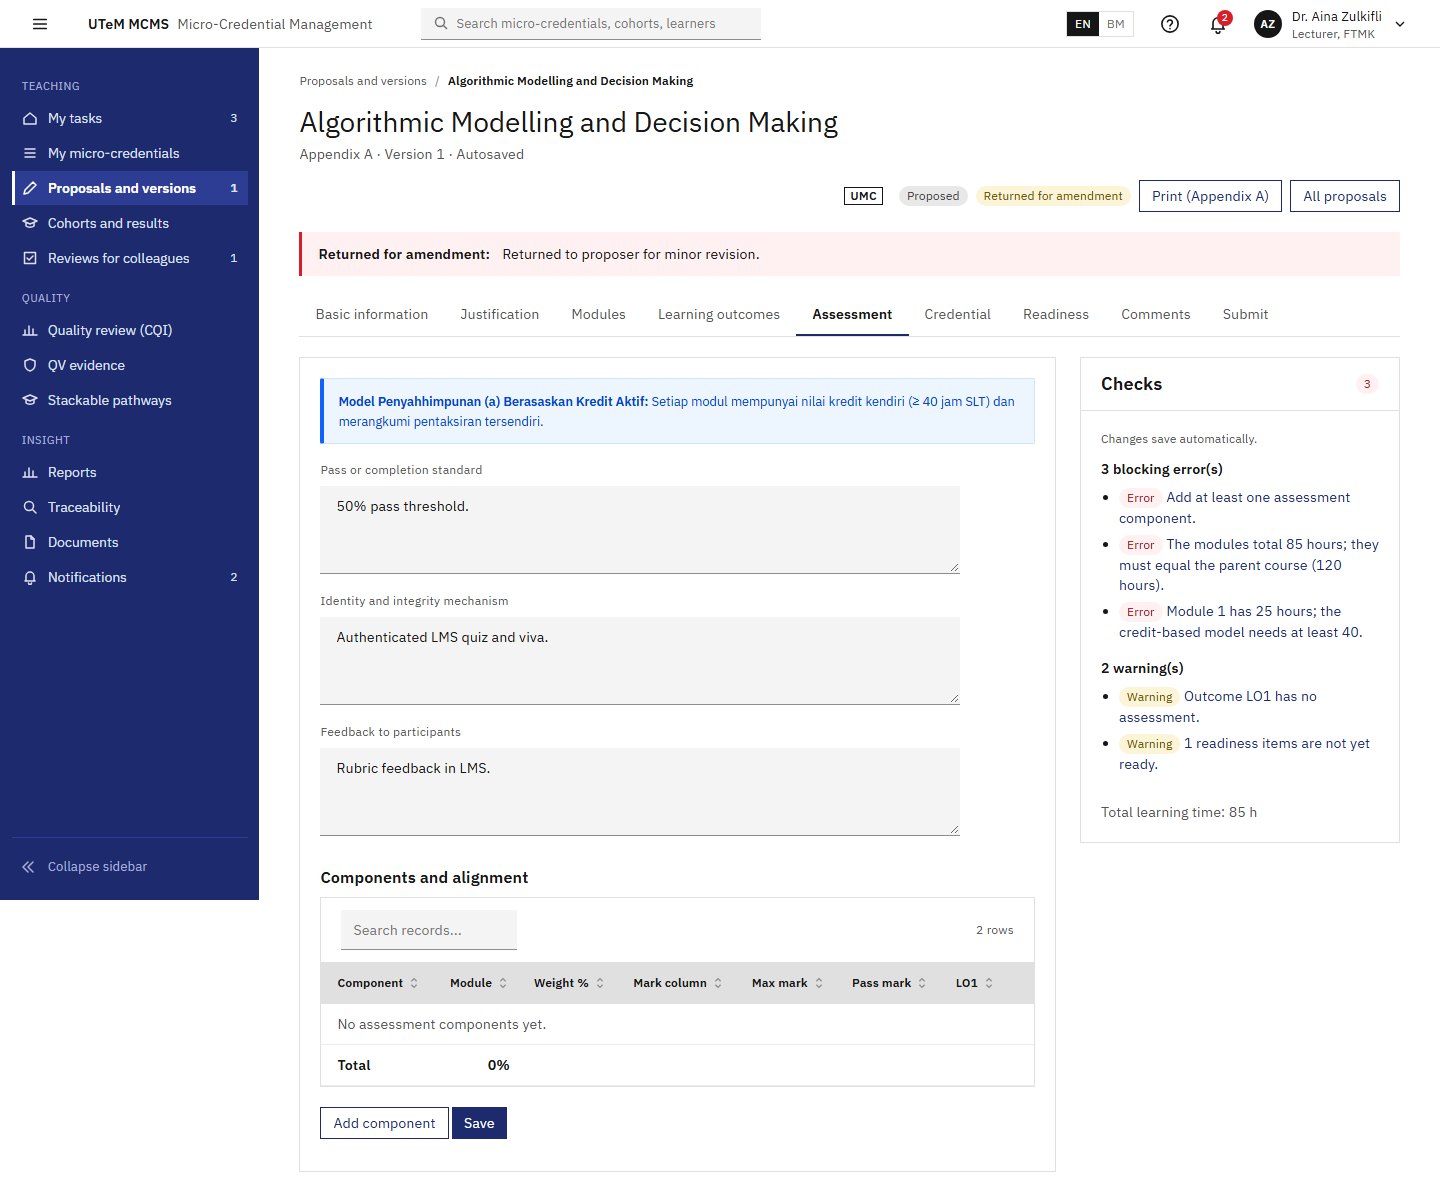 UTeM MCMS Micro-Credential Management
Search micro-credentials, cohorts, learners
EN BM
2
AZ
Dr. Aina Zulkifli
Lecturer, FTMK
TEACHING
My tasks 3
My micro-credentials
Proposals and versions 1
Cohorts and results
Reviews for colleagues 1
QUALITY
Quality review (CQI)
QV evidence
Stackable pathways
INSIGHT
Reports
Traceability
Documents
Notifications 2
Collapse sidebar
Proposals and versions / Algorithmic Modelling and Decision Making
Algorithmic Modelling and Decision Making
Appendix A · Version 1 · Autosaved
UMC Proposed Returned for amendment Print (Appendix A) All proposals
Returned for amendment: Returned to proposer for minor revision.
Basic information Justification Modules Learning outcomes Assessment Credential Readiness Comments Submit
Model Penyahhimpunan (a) Berasaskan Kredit Aktif: Setiap modul mempunyai nilai kredit kendiri (≥ 40 jam SLT) dan
merangkumi pentaksiran tersendiri.
Pass or completion standard
50% pass threshold.
Identity and integrity mechanism
Authenticated LMS quiz and viva.
Feedback to participants
Rubric feedback in LMS.
Components and alignment
Search records...
2 rows
Component Module Weight % Mark column Max mark Pass mark LO1
No assessment components yet.
Total 0%
Add component Save
Checks 3
Changes save automatically.
3 blocking error(s)
Error Add at least one assessment
component.
Error The modules total 85 hours; they
must equal the parent course (120
hours).
Error Module 1 has 25 hours; the
credit-based model needs at least 40.
2 warning(s)
Warning Outcome LO1 has no
assessment.
Warning 1 readiness items are not yet
ready.
Total learning time: 85 h